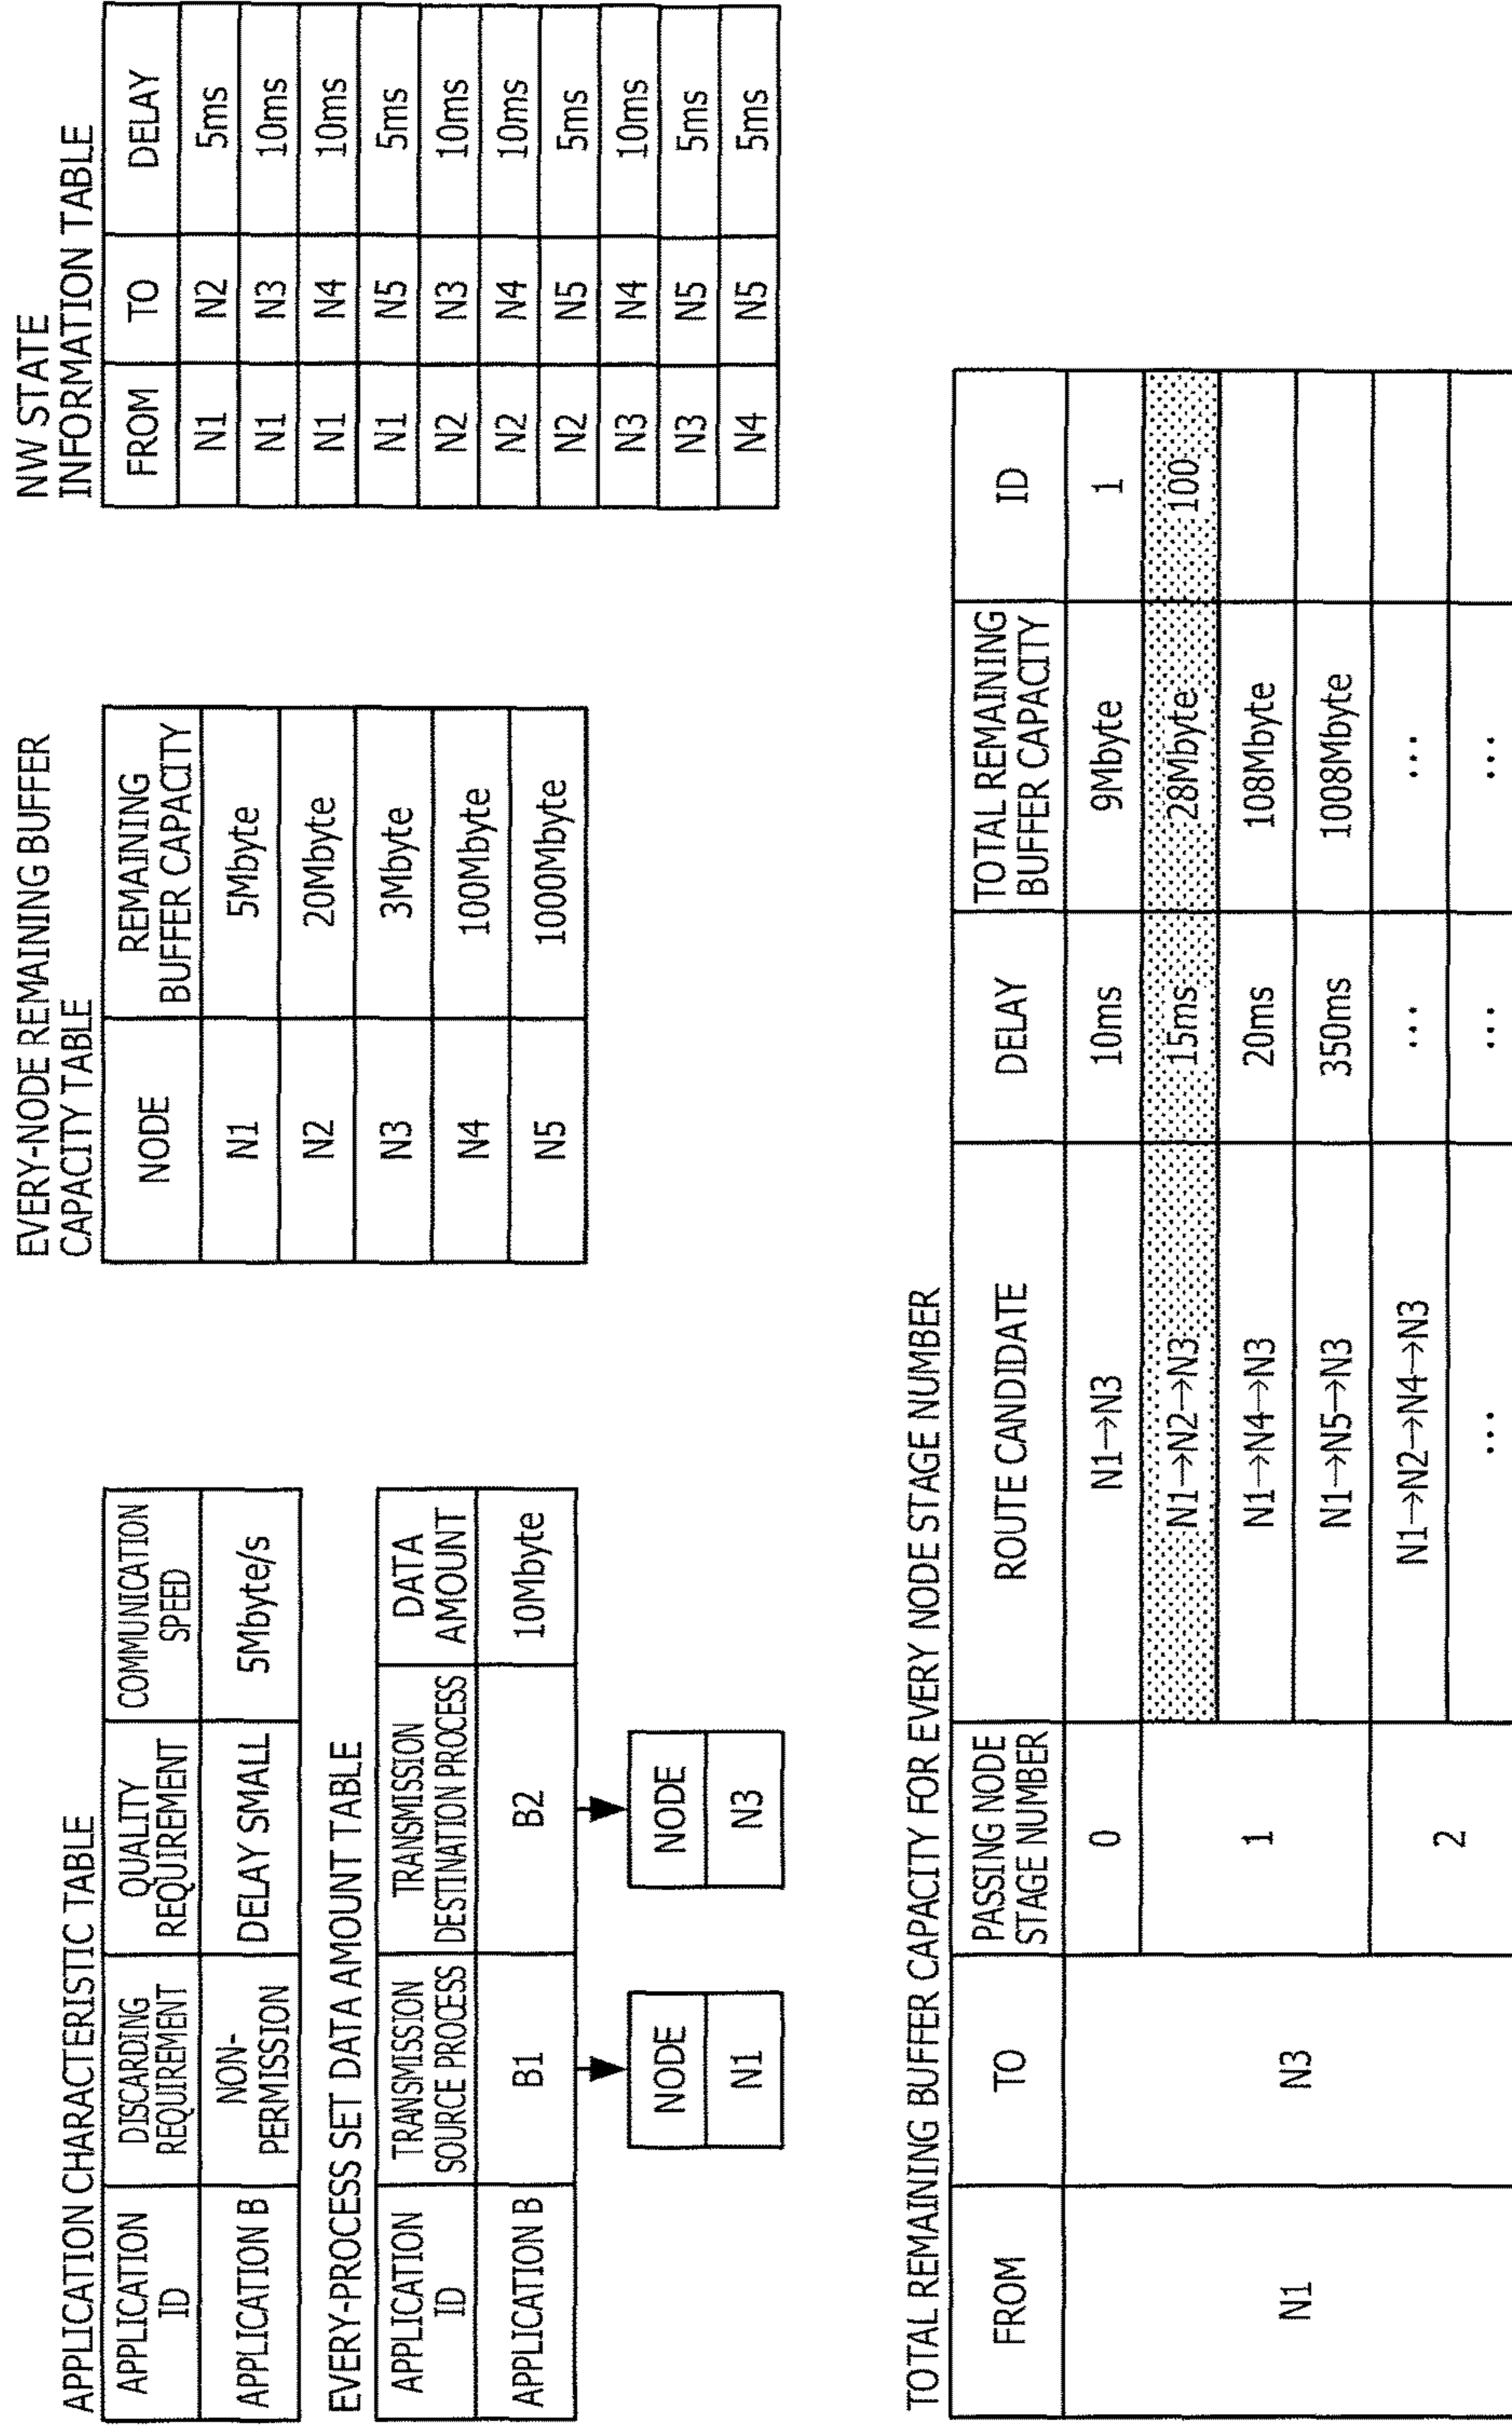 APPLICATION CHARACTERISTIC TABLE
APPLICATION
ID
DISCARDING
REQUIREMENT
QUALITY
REQUIREMENT
COMMUNICATION
SPEED
APPLICATION B
NON-
PERMISSION
DELAY SMALL
5Mbyte/s
EVERY-PROCESS SET DATA AMOUNT TABLE
APPLICATION
ID
TRANSMISSION
SOURCE PROCESS
TRANSMISSION
DESTINATION PROCESS
DATA
AMOUNT
APPLICATION B
B1
B2
10Mbyte
NODE
N1
NODE
N3
EVERY-NODE REMAINING BUFFER
CAPACITY TABLE
NODE
REMAINING
BUFFER CAPACITY
N1
5Mbyte
N2
20Mbyte
N3
3Mbyte
N4
100Mbyte
N5
1000Mbyte
NW STATE
INFORMATION TABLE
FROM
TO
DELAY
N1
N2
5ms
N1
N3
10ms
N1
N4
10ms
N1
N5
5ms
N2
N3
10ms
N2
N4
10ms
N2
N5
5ms
N3
N4
10ms
N3
N5
5ms
N4
N5
5ms
TOTAL REMAINING BUFFER CAPACITY FOR EVERY NODE STAGE NUMBER
FROM
TO
PASSING NODE
STAGE NUMBER
ROUTE CANDIDATE
DELAY
TOTAL REMAINING
BUFFER CAPACITY
ID
N1
N3
0
N1→N3
10ms
9Mbyte
1
1
N1→N2→N3
15ms
28Mbyte
100
N1→N4→N3
20ms
108Mbyte
N1→N5→N3
350ms
1008Mbyte
2
N1→N2→N4→N3
...
...
...
...
...